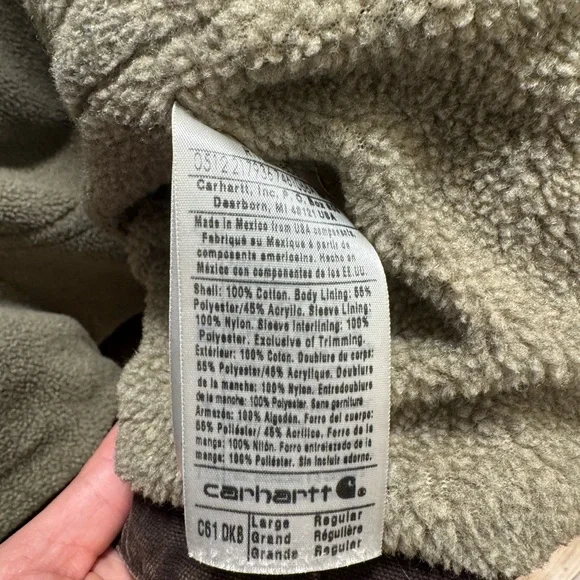 Carhartt, Inc. P. O. Box
Dearborn, MI 48121 USA
Made in Mexico from USA components.
Fabriqué au Mexique à partir de
composants americains. Hecho en
México con componentes de los EE.UU.
Shell: 100% Cotton. Body Lining: 55%
Polyester/45% Acrylic. Sleeve Lining:
100% Nylon. Sleeve Interlining: 100%
Polyester. Exclusive of Trimming.
Extérieur: 100% Coton. Doublure du corps:
55% Polyester/45% Acrylique. Doublure
de la manche: 100% Nylon. Entredoublure
de la manche: 100% Polyester. Sans garniture
Armazón: 100% Algodón. Forro del cuerpo:
55% Poliéster/ 45% Acrílico. Forro de la
manga: 100% Nilón. Forro entrelazado de la
manga: 100% Poliéster. Sin incluir adorno.
carhartt
C61 DKB
Large Regular
Grand Régulière
Grande Regular